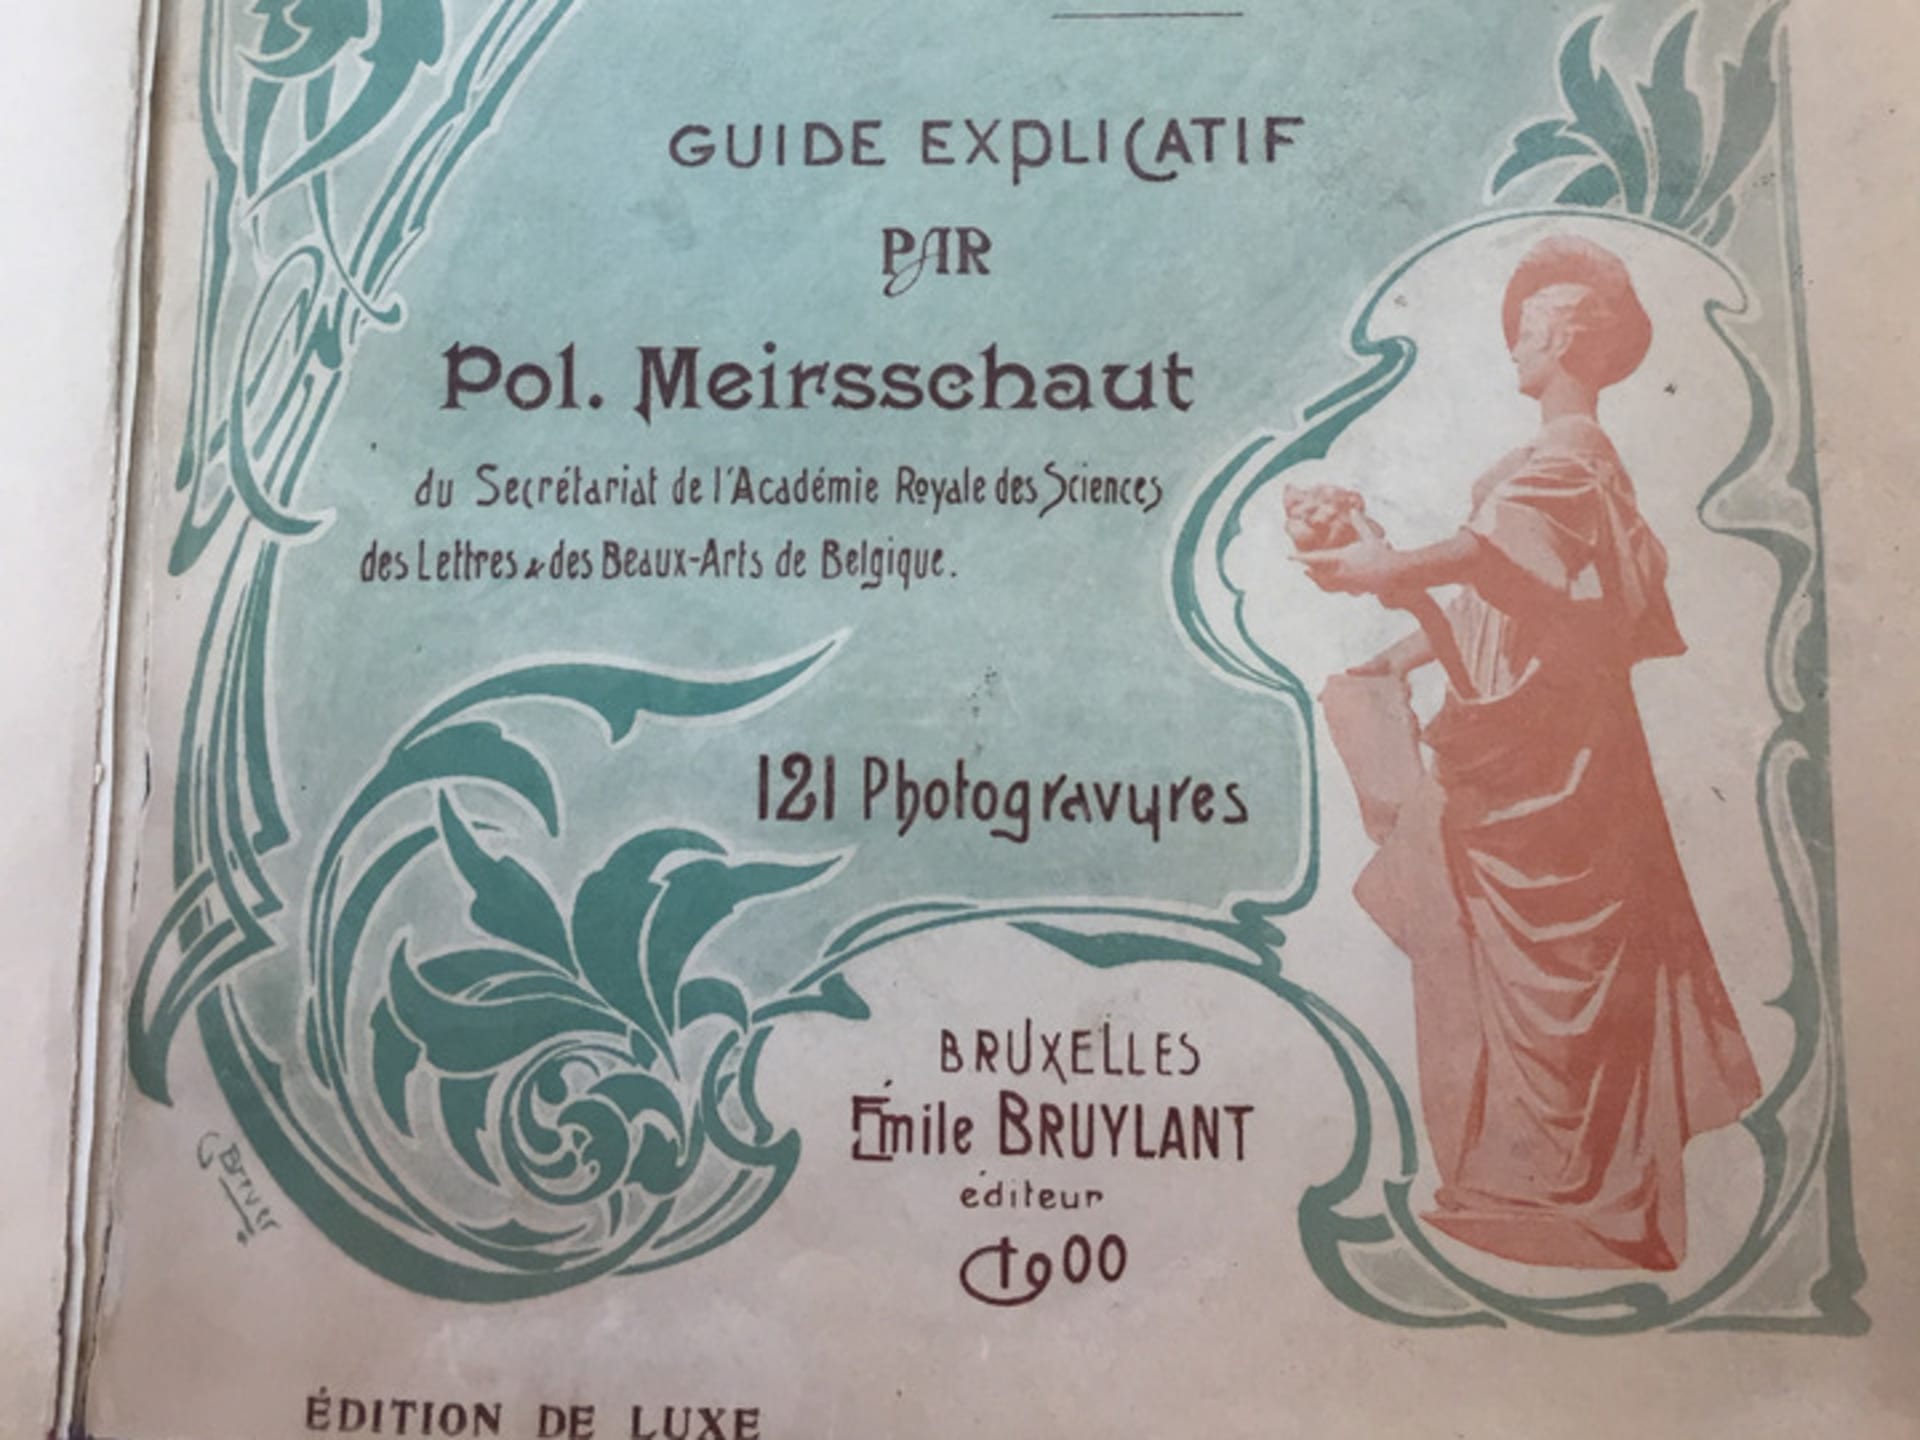 GUIDE EXPLICATIF
PAR
Pol. Meirsschaut
du Secrétariat de l'Académie Royale des Sciences
des Lettres & des Beaux-Arts de Belgique.
121 Photogravures
BRUXELLES
Émile BRUYLANT
éditeur
1900
ÉDITION DE LUXE